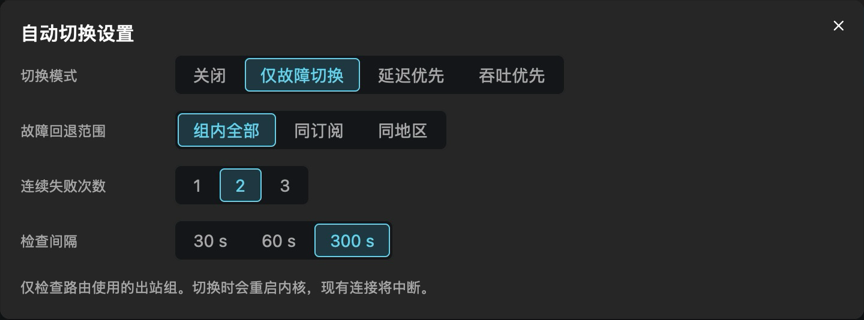 自动切换设置
切换模式 关闭 仅故障切换 延迟优先 吞吐优先
故障回退范围 组内全部 同订阅 同地区
连续失败次数 1 2 3
检查间隔 30 s 60 s 300 s
仅检查路由使用的出站组。切换时会重启内核，现有连接将中断。